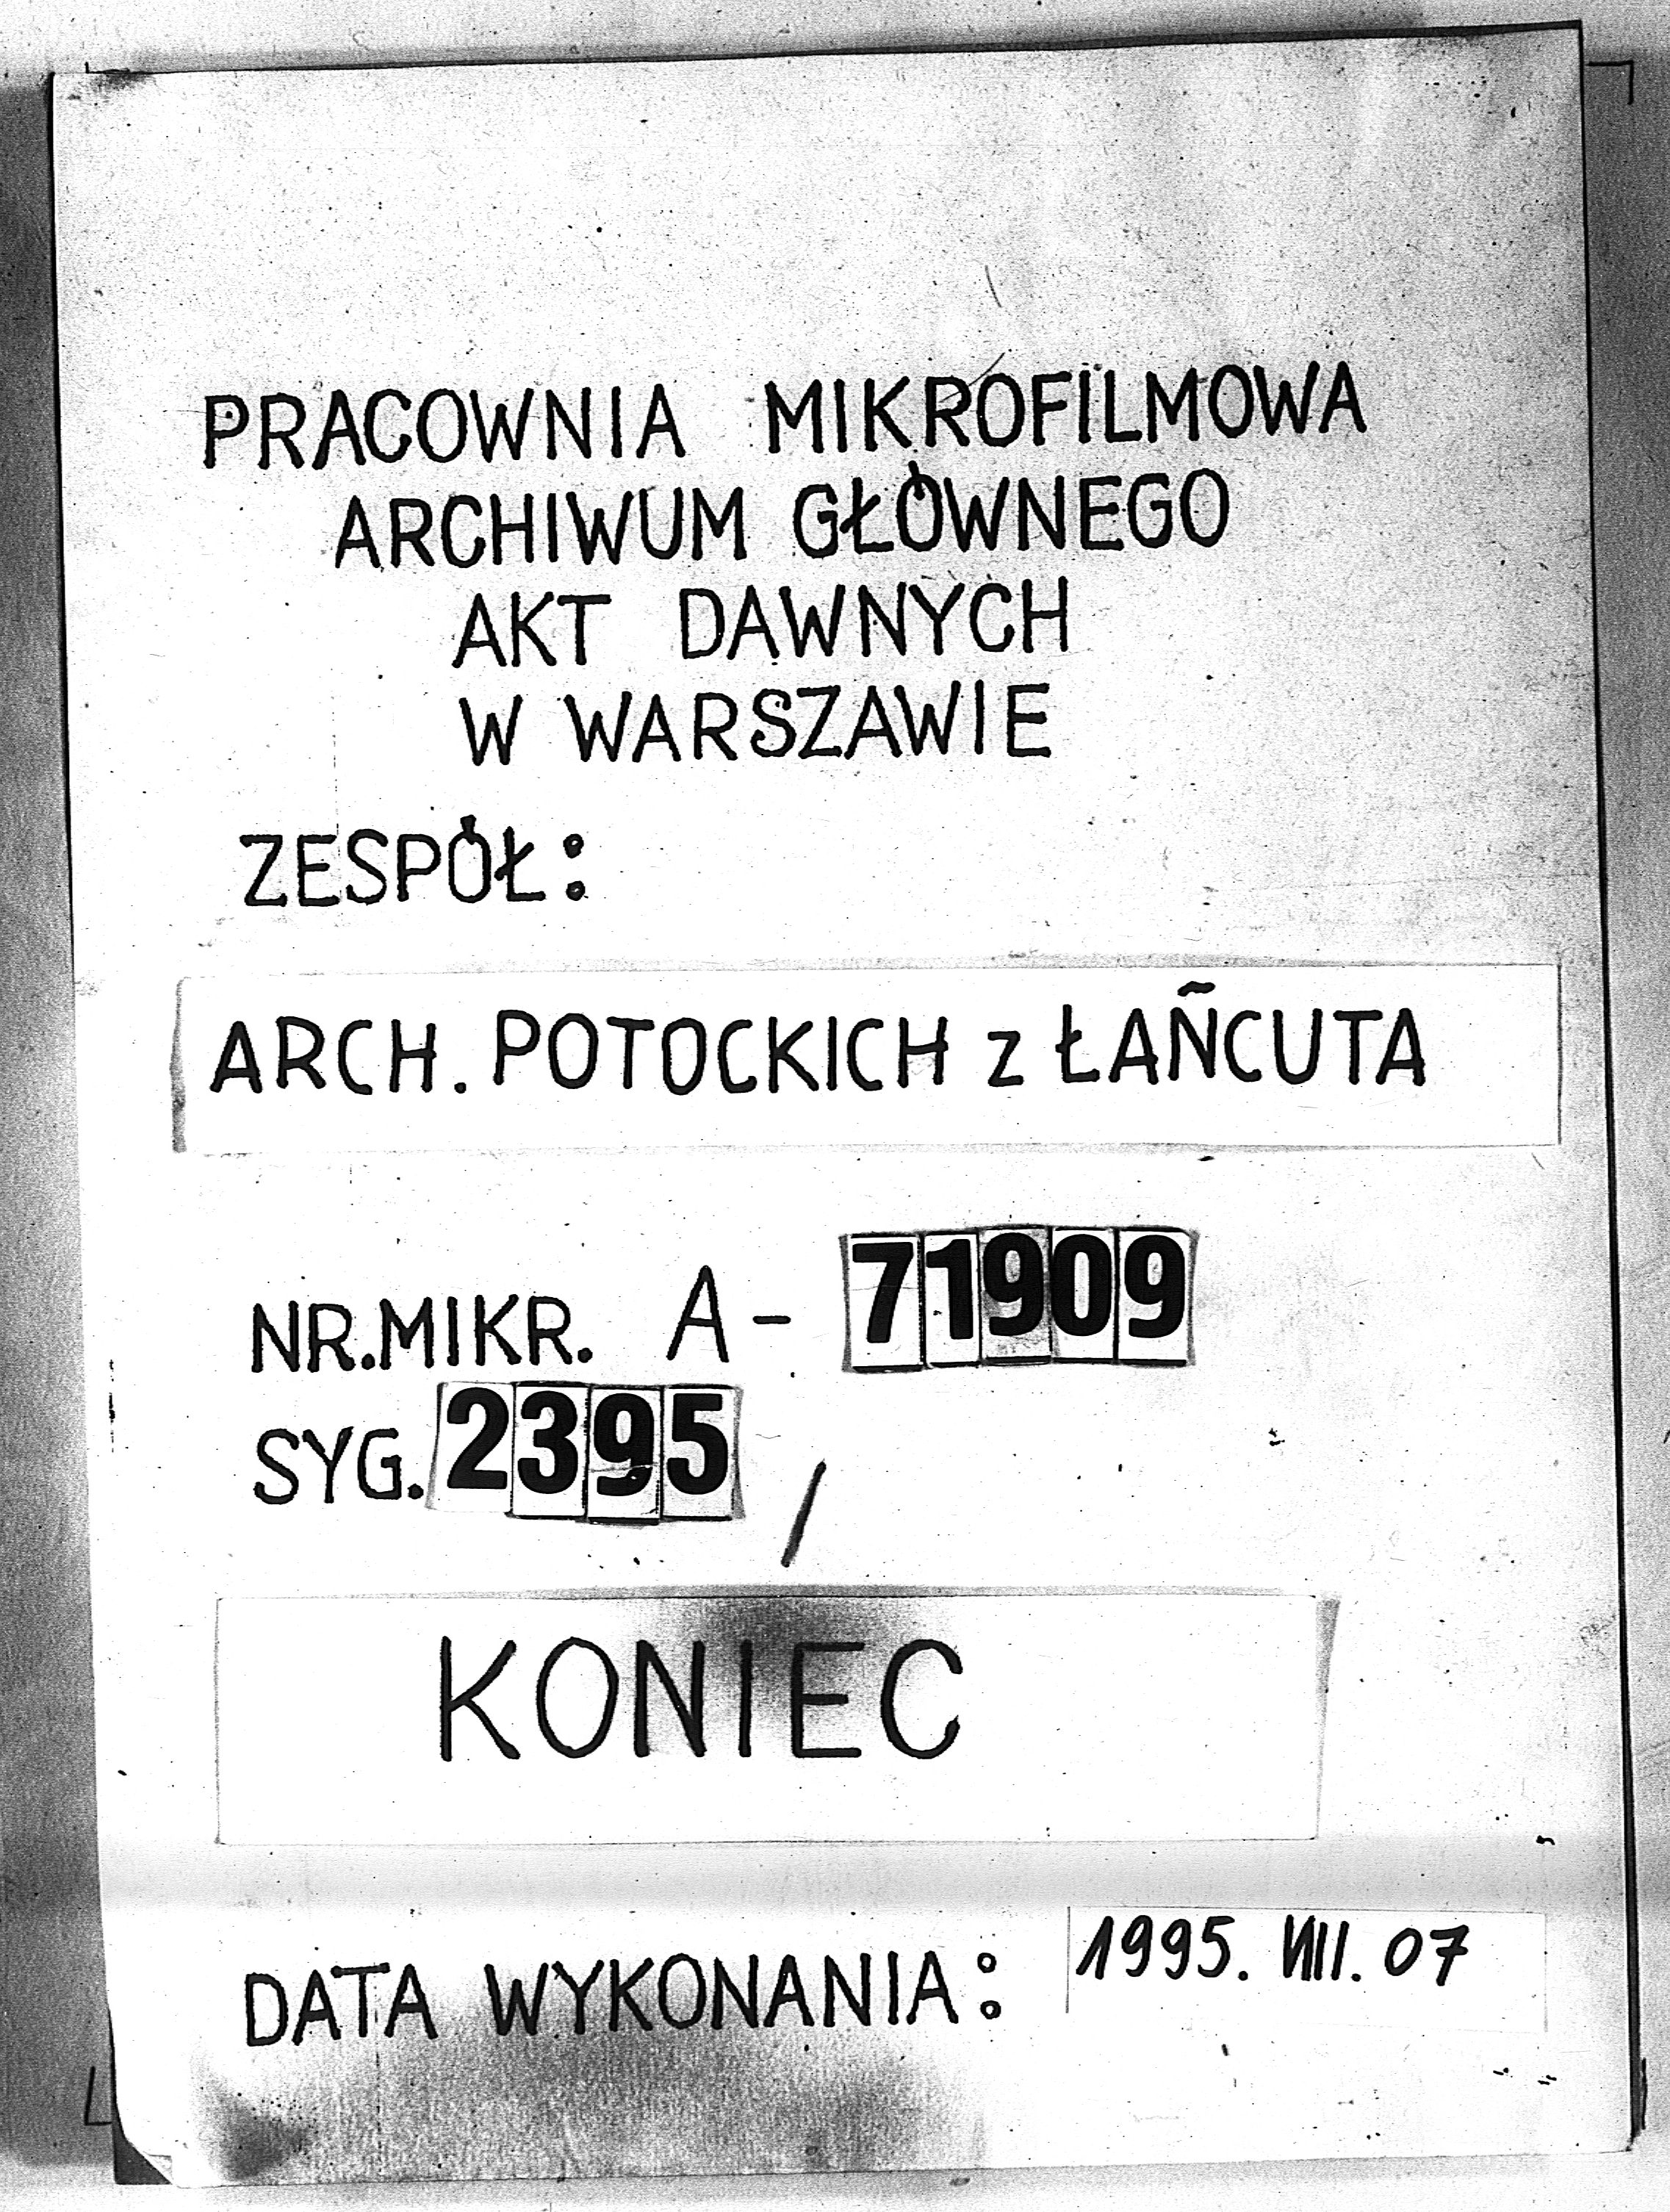 PRACOWNIA MIKROFILMOWA
ARCHIWUM GŁÓWNEGO
AKT DAWNYCH
W WARSZAWIE
ZESPÓŁ:
ARCH. POTOCKICH z ŁAÑCUTA
NR.MIKR. A- 71909
SYG. 2395 /
KONIEC
DATA WYKONANIA: 1995. VIII. 07